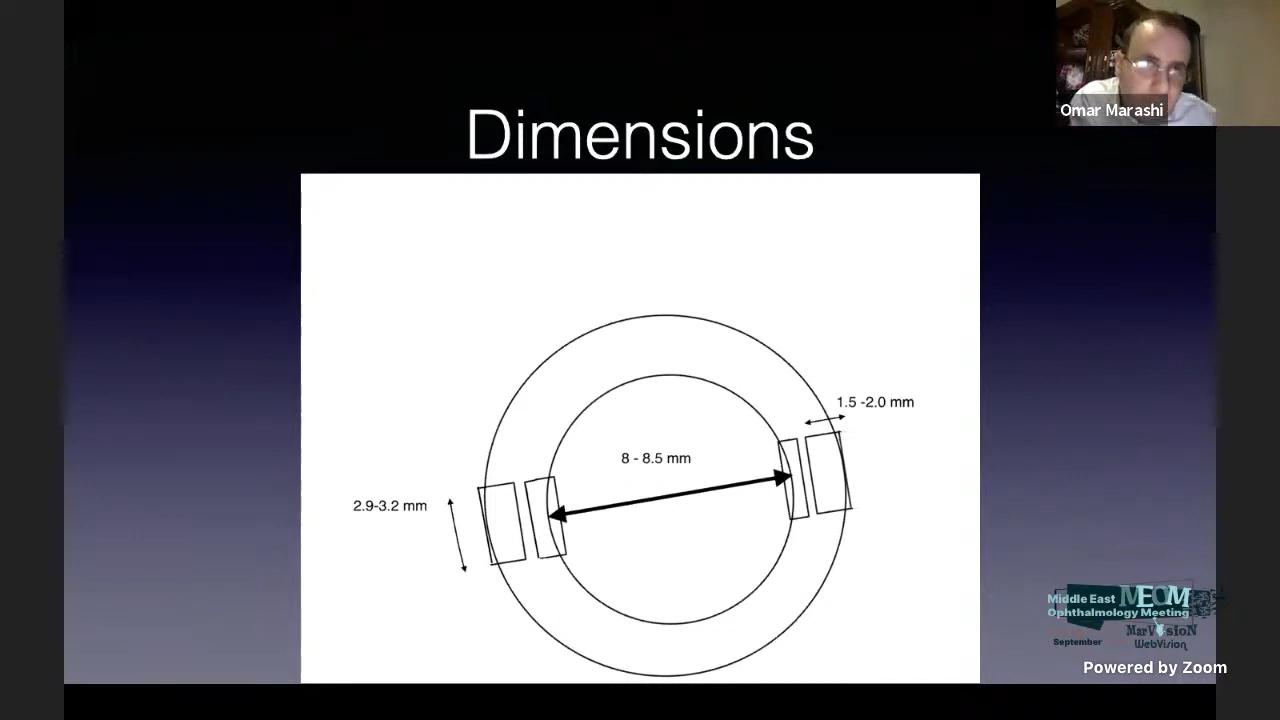 Omar Marashi
Dimensions
1.5 -2.0 mm
8 - 8.5 mm
2.9-3.2 mm
Middle East MEOM
Ophthalmology Meeting
MarVisioN
September
WebVision
Powered by Zoom